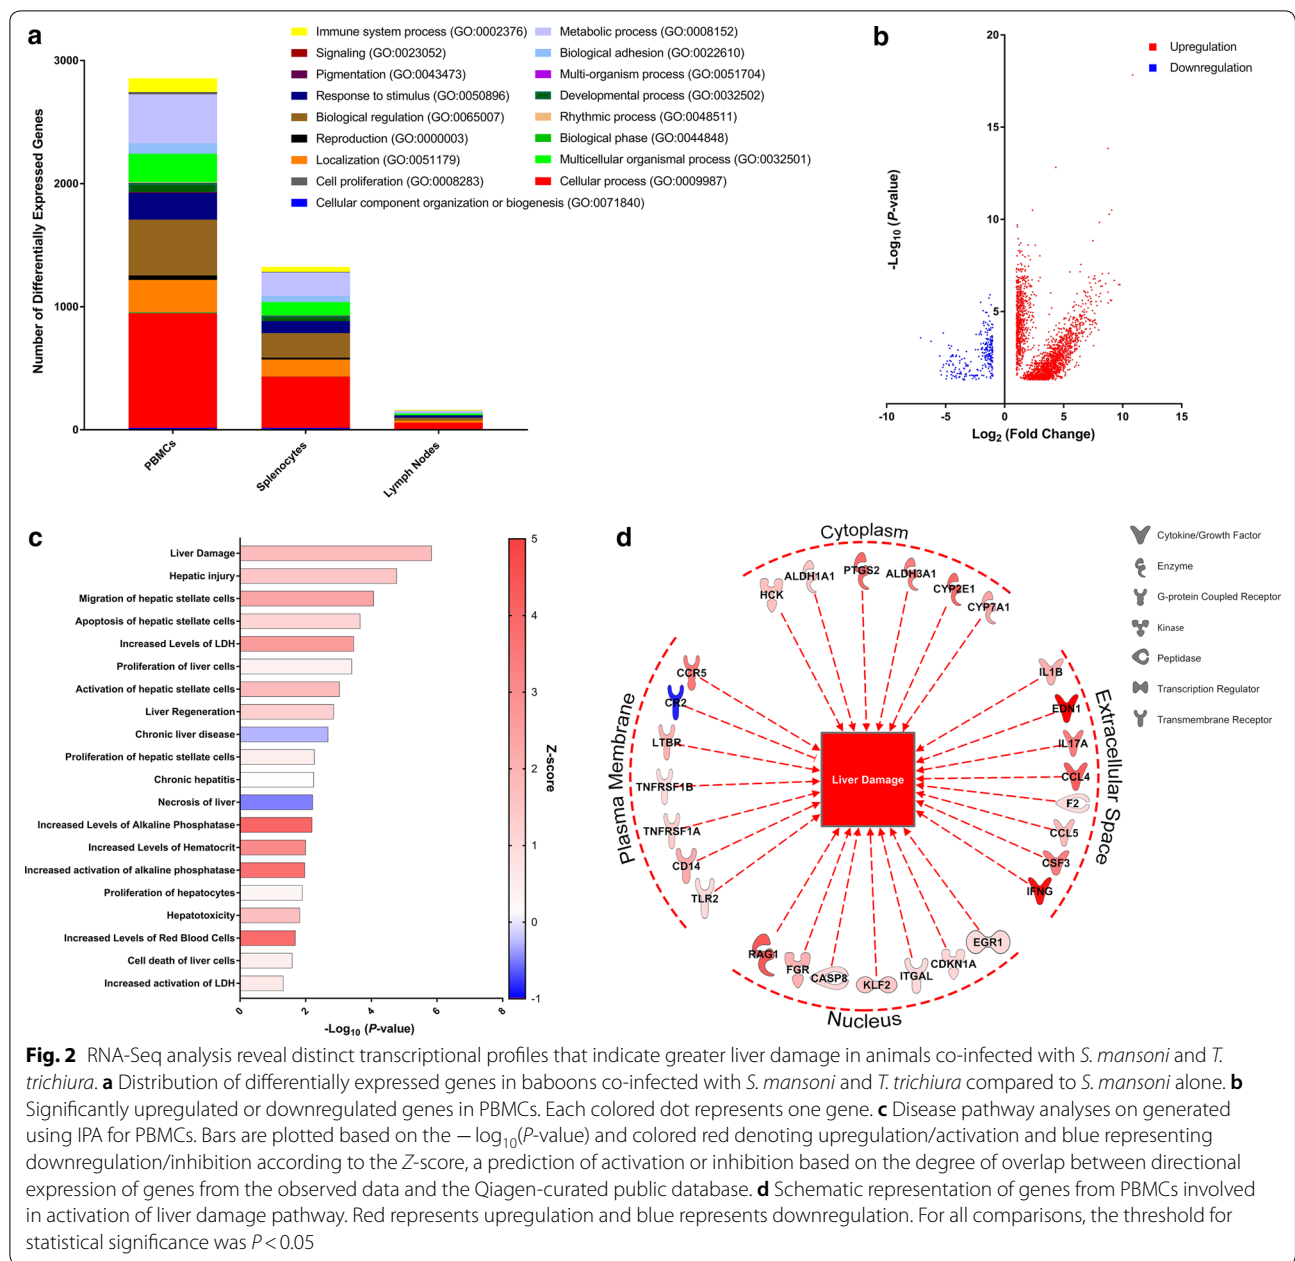 a
Immune system process (GO:0002376)
Signaling (GO:0023052)
Pigmentation (GO:0043473)
Response to stimulus (GO:0050896)
Biological regulation (GO:0065007)
Reproduction (GO:0000003)
Localization (GO:0051179)
Cell proliferation (GO:0008283)
Cellular component organization or biogenesis (GO:0071840)
Metabolic process (GO:0008152)
Biological adhesion (GO:0022610)
Multi-organism process (GO:0051704)
Developmental process (GO:0032502)
Rhythmic process (GO:0048511)
Biological phase (GO:0044848)
Multicellular organismal process (GO:0032501)
Cellular process (GO:0009987)
Number of Differentially Expressed Genes
3000
2000
1000
0
PBMCs
Splenocytes
Lymph Nodes
b
Upregulation
Downregulation
-Log10 (P-value)
20
15
10
5
-10
-5
0
5
10
15
Log2 (Fold Change)
c
Liver Damage
Hepatic injury
Migration of hepatic stellate cells
Apoptosis of hepatic stellate cells
Increased Levels of LDH
Proliferation of liver cells
Activation of hepatic stellate cells
Liver Regeneration
Chronic liver disease
Proliferation of hepatic stellate cells
Chronic hepatitis
Necrosis of liver
Increased Levels of Alkaline Phosphatase
Increased Levels of Hematocrit
Increased activation of alkaline phosphatase
Proliferation of hepatocytes
Hepatotoxicity
Increased Levels of Red Blood Cells
Cell death of liver cells
Increased activation of LDH
0
2
4
6
8
-Log10 (P-value)
5
4
3
2
1
0
-1
Z-score
d
Cytoplasm
HCK
ALDH1A1
PTGS2
ALDH3A1
CYP2E1
CYP7A1
Plasma Membrane
CCR5
CR2
LTBR
TNFRSF1B
TNFRSF1A
CD14
TLR2
Liver Damage
Extracellular Space
IL1B
EDN1
IL17A
CCL4
F2
CCL5
CSF3
IFNG
RAG1
FGR
CASP8
KLF2
ITGAL
CDKN1A
EGR1
Nucleus
Cytokine/Growth Factor
Enzyme
G-protein Coupled Receptor
Kinase
Peptidase
Transcription Regulator
Transmembrane Receptor
Fig. 2 RNA-Seq analysis reveal distinct transcriptional profiles that indicate greater liver damage in animals co-infected with S. mansoni and T.
trichiura. a Distribution of differentially expressed genes in baboons co-infected with S. mansoni and T. trichiura compared to S. mansoni alone. b
Significantly upregulated or downregulated genes in PBMCs. Each colored dot represents one gene. c Disease pathway analyses on generated
using IPA for PBMCs. Bars are plotted based on the − log10(P-value) and colored red denoting upregulation/activation and blue representing
downregulation/inhibition according to the Z-score, a prediction of activation or inhibition based on the degree of overlap between directional
expression of genes from the observed data and the Qiagen-curated public database. d Schematic representation of genes from PBMCs involved
in activation of liver damage pathway. Red represents upregulation and blue represents downregulation. For all comparisons, the threshold for
statistical significance was P < 0.05